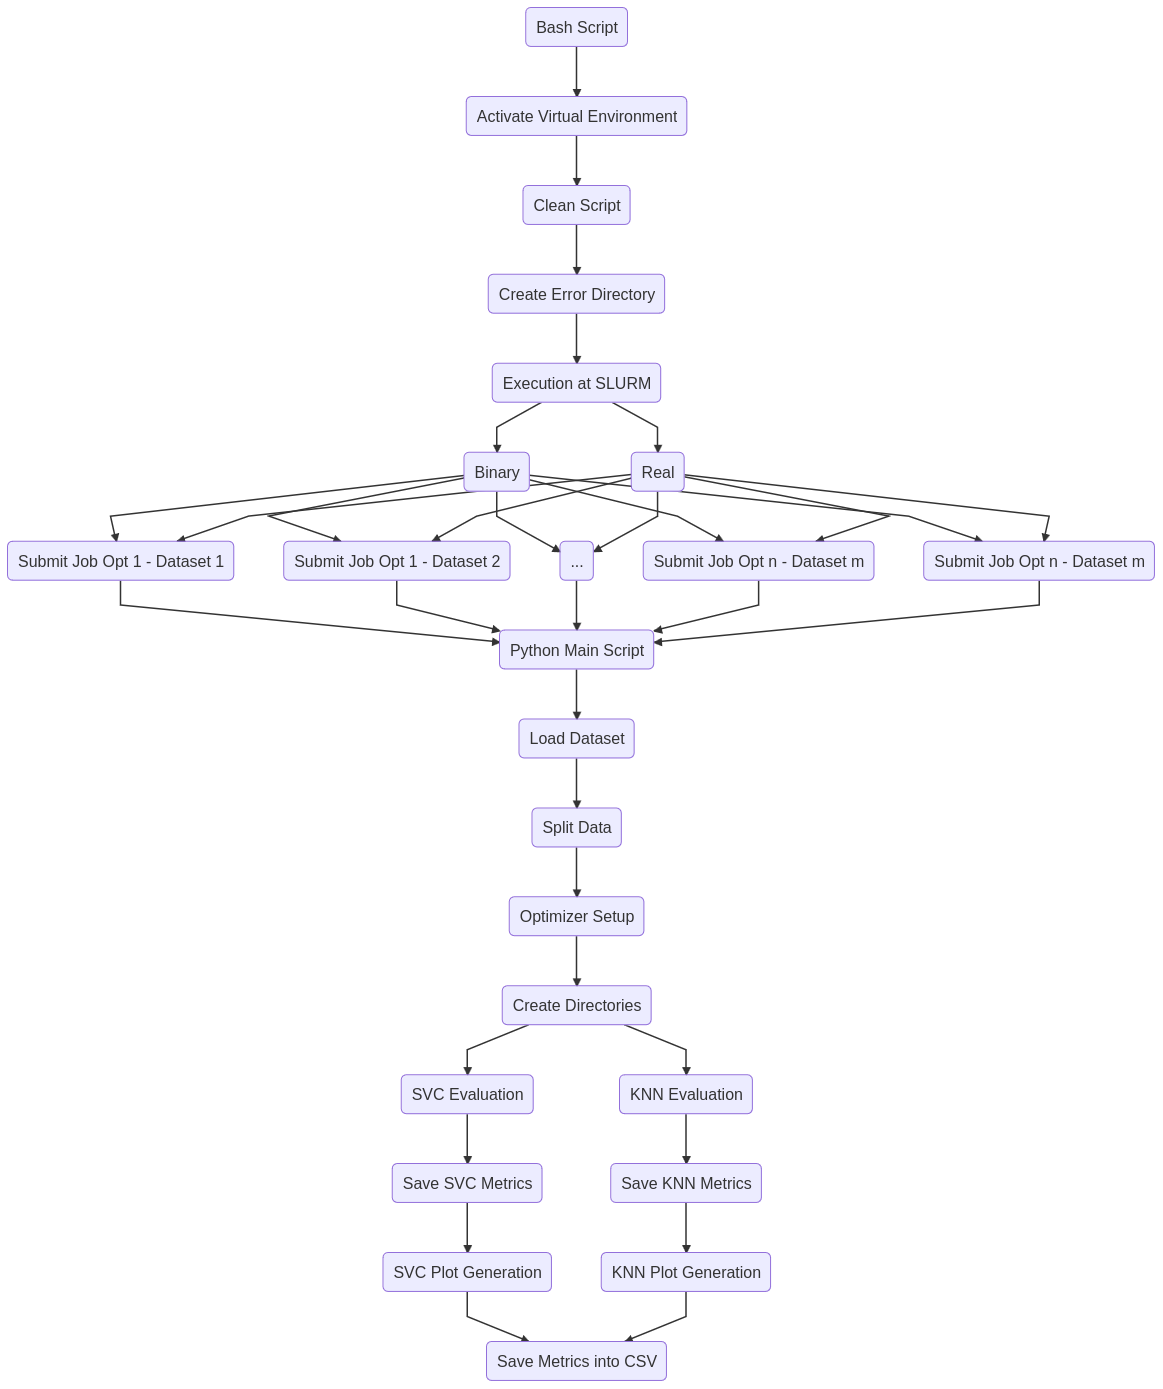 Bash Script
Activate Virtual Environment
Clean Script
Create Error Directory
Execution at SLURM
Binary
Real
Submit Job Opt 1 - Dataset 1
Submit Job Opt 1 - Dataset 2
...
Submit Job Opt n - Dataset m
Submit Job Opt n - Dataset m
Python Main Script
Load Dataset
Split Data
Optimizer Setup
Create Directories
SVC Evaluation
KNN Evaluation
Save SVC Metrics
Save KNN Metrics
SVC Plot Generation
KNN Plot Generation
Save Metrics into CSV